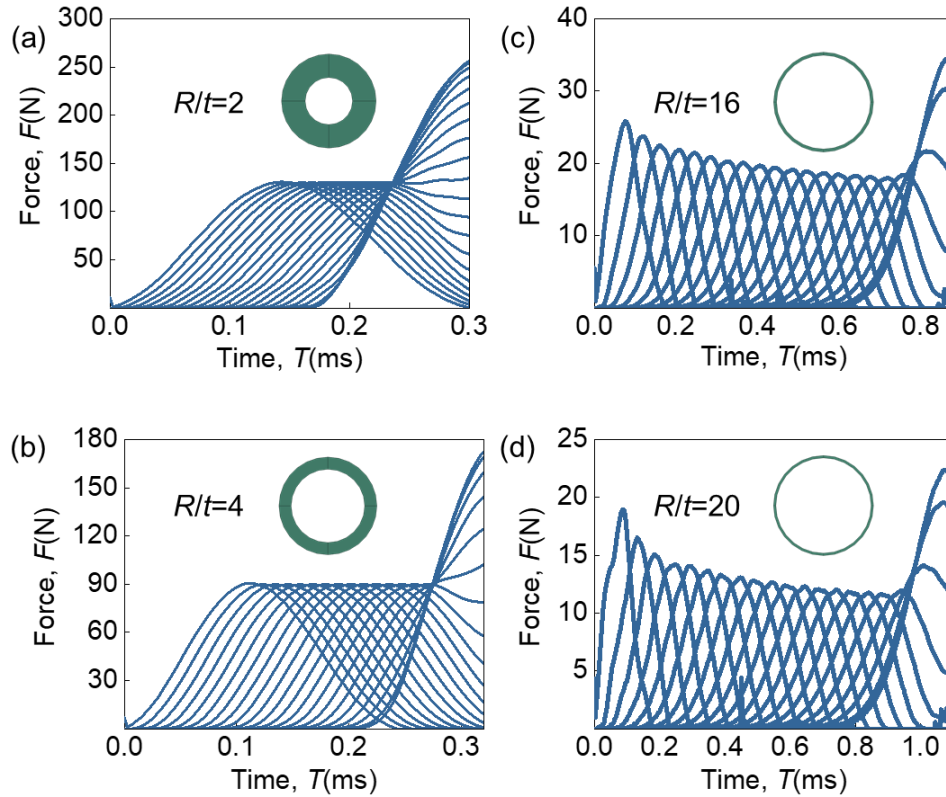 (a)
R/t=2
Force, F(N)
300
250
200
150
100
50
0.0 0.1 0.2 0.3
Time, T(ms)
(c)
R/t=16
Force, F(N)
40
30
20
10
0.0 0.2 0.4 0.6 0.8
Time, T(ms)
(b)
R/t=4
Force, F(N)
180
150
120
90
60
30
0.0 0.1 0.2 0.3
Time, T(ms)
(d)
R/t=20
Force, F(N)
25
20
15
10
5
0.0 0.2 0.4 0.6 0.8 1.0
Time, T(ms)